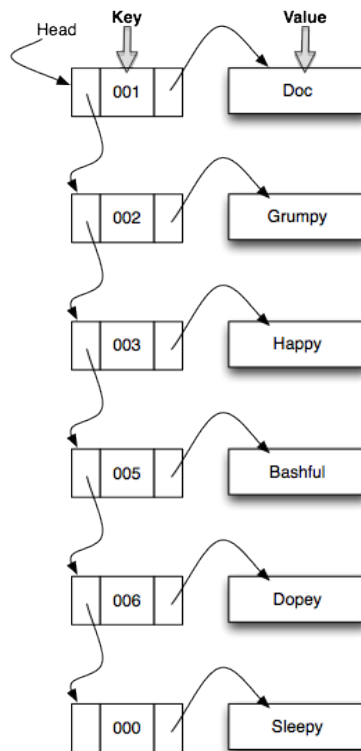 Head
Key
Value
001
Doc
002
Grumpy
003
Happy
005
Bashful
006
Dopey
000
Sleepy